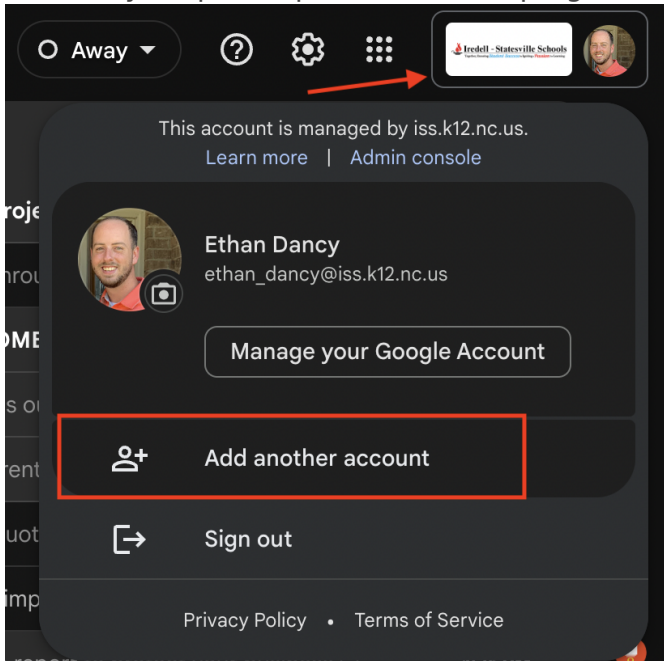 Away
Iredell - Statesville Schools
This account is managed by iss.k12.nc.us.
Learn more | Admin console
roje
Ethan Dancy
ethan_dancy@iss.k12.nc.us
Manage your Google Account
Add another account
Sign out
Privacy Policy • Terms of Service